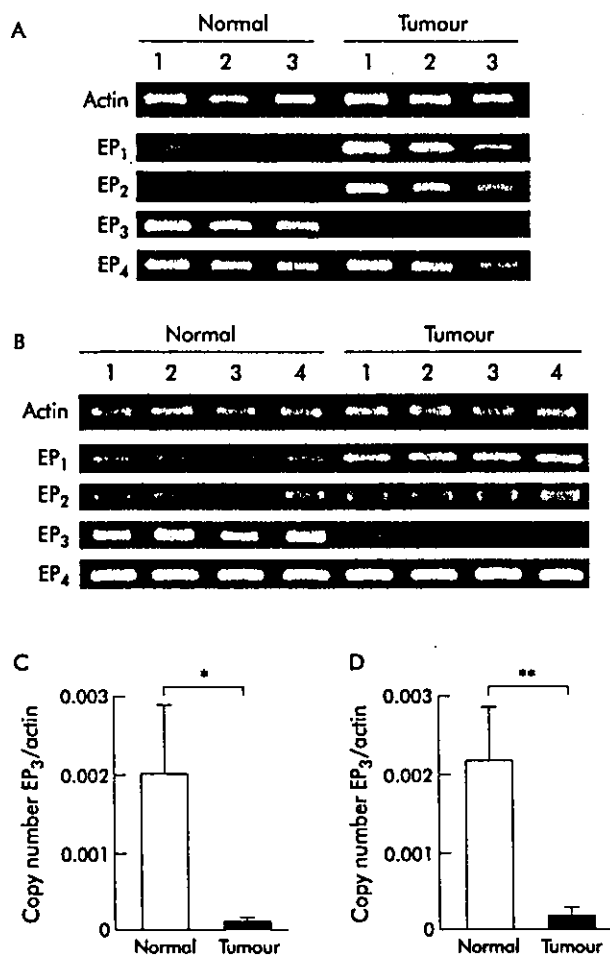 A
Normal Tumour
1 2 3 1 2 3
Actin
EP1
EP2
EP3
EP4
B
Normal Tumour
1 2 3 4 1 2 3 4
Actin
EP1
EP2
EP3
EP4
C
*
Copy number EP3/actin
0.003
0.002
0.001
0
Normal Tumour
D
**
Copy number EP3/actin
0.003
0.002
0.001
0
Normal Tumour